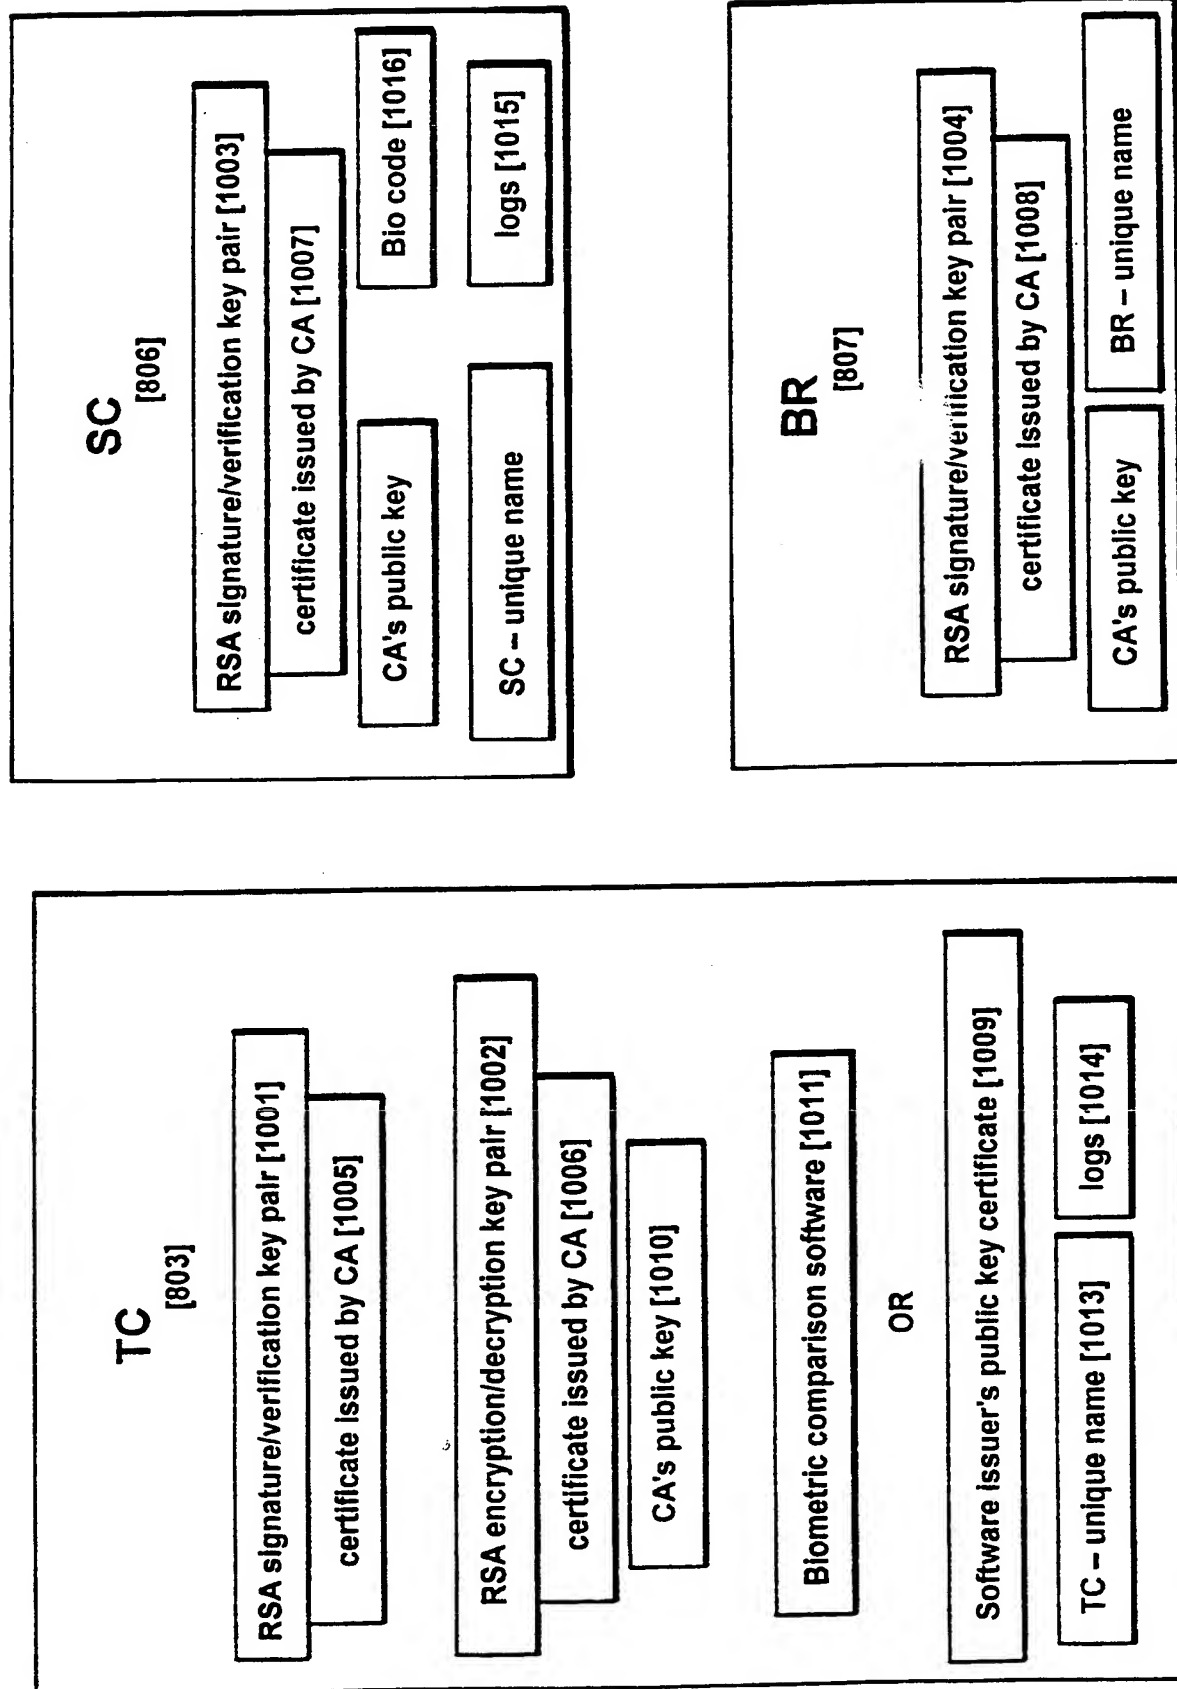 TC
[803]
RSA signature/verification key pair [1001]
certificate issued by CA [1005]
RSA encryption/decryption key pair [1002]
certificate issued by CA [1006]
CA's public key [1010]
Biometric comparison software [1011]
OR
Software issuer's public key certificate [1009]
TC – unique name [1013]
logs [1014]
SC
[806]
RSA signature/verification key pair [1003]
certificate issued by CA [1007]
CA's public key
Bio code [1016]
SC – unique name
logs [1015]
BR
[807]
RSA signature/verification key pair [1004]
certificate issued by CA [1008]
CA's public key
BR – unique name